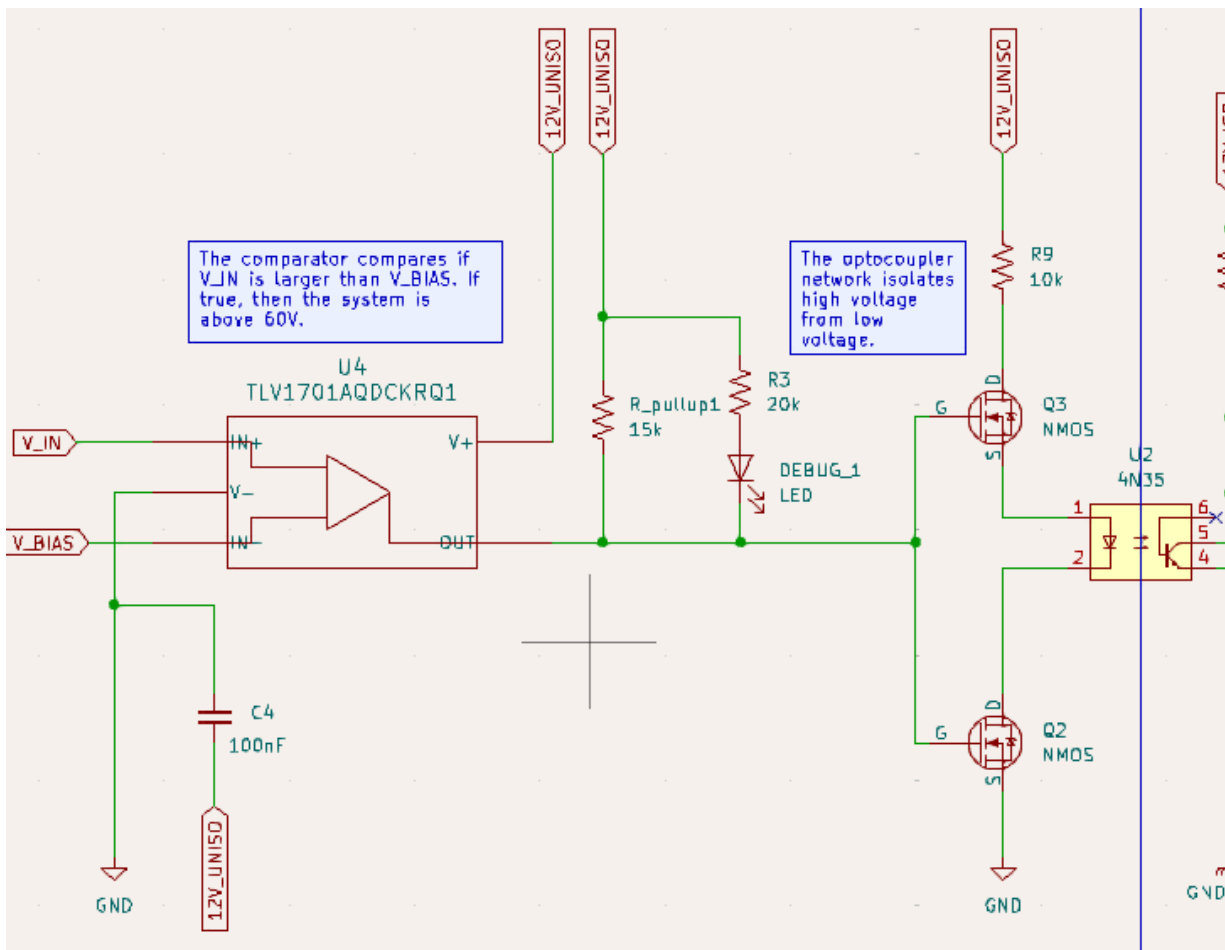 12V_UNISO
12V_UNISO
12V_UNISO
The comparator compares if
V_IN is larger than V_BIAS. If
true, then the system is
above 60V.
The optocoupler
network isolates
high voltage
from low
voltage.
R9
10k
U4
TLV1701AQDCKRQ1
R_pullup1
15k
R3
20k
D
G
S
Q3
NMOS
V_IN
IN+
V+
V-
V_BIAS
IN-
OUT
DEBUG_1
LED
U2
4N35
1
2
6
5
4
C4
100nF
D
G
S
Q2
NMOS
12V_UNISO
GND
GND
GND